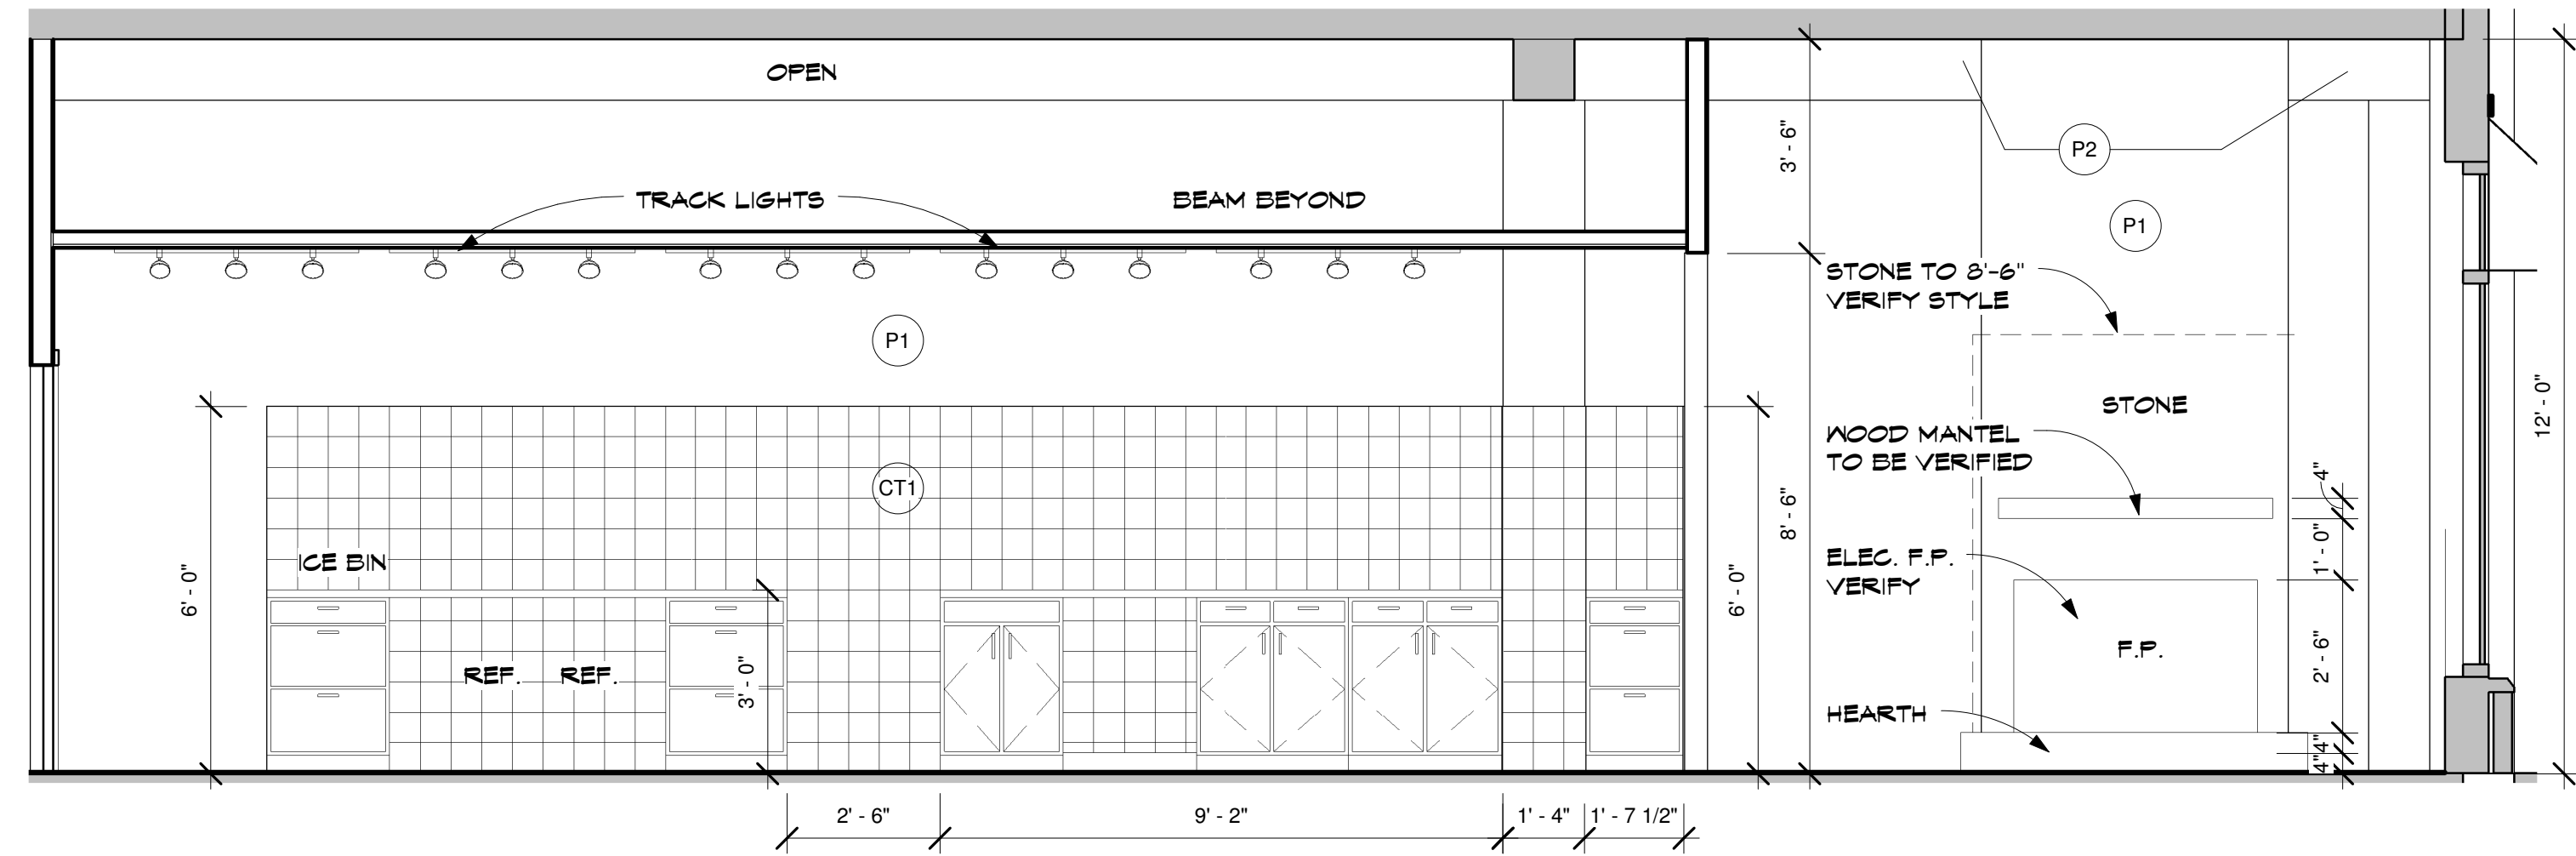 OPEN
P2
3' - 6"
TRACK LIGHTS
BEAM BEYOND
P1
STONE TO 8'-6"
VERIFY STYLE
P1
STONE
12' - 0"
WOOD MANTEL
TO BE VERIFIED
4"
CT1
8' - 6"
1' - 0"
ICE BIN
ELEC. F.P.
VERIFY
6' - 0"
6' - 0"
F.P.
2' - 6"
REF.
REF.
3' - 0"
HEARTH
4"
4"
2' - 6"
9' - 2"
1' - 4"
1' - 7 1/2"